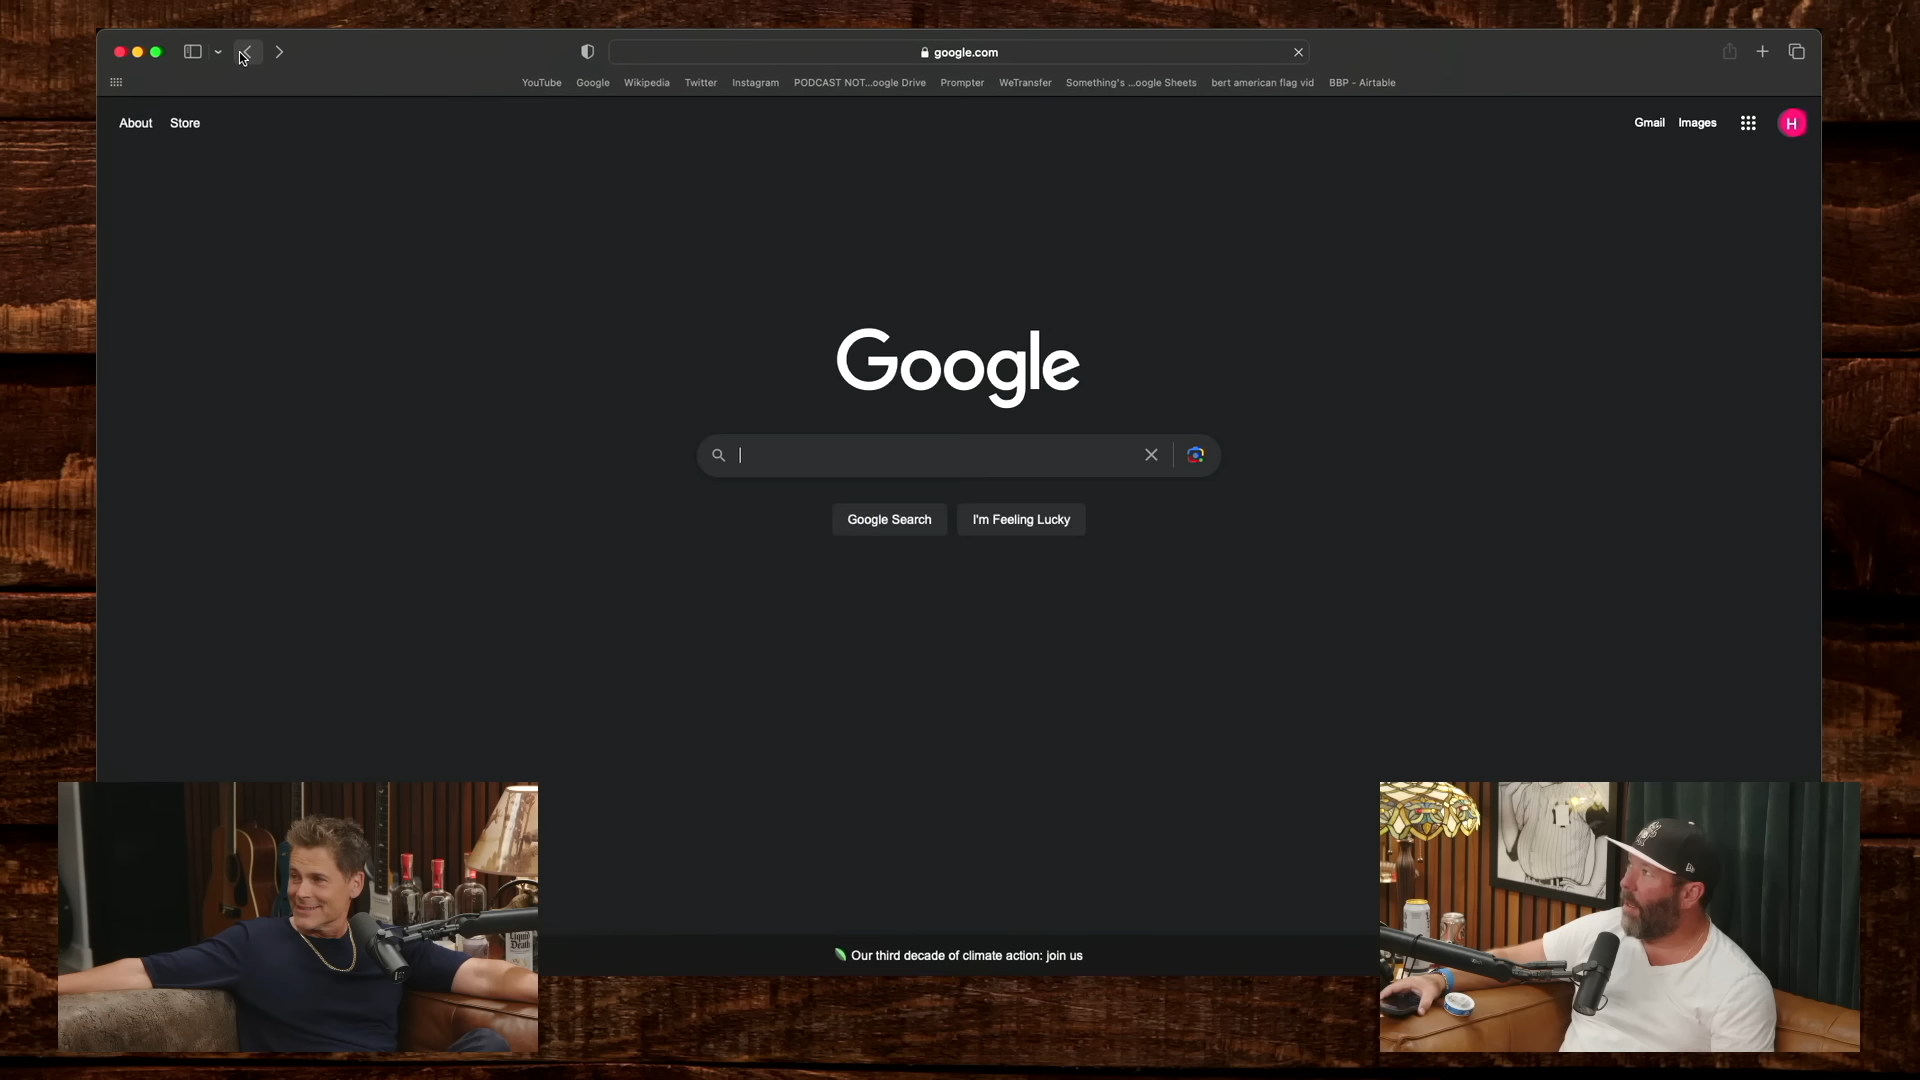 google.com
YouTube Google Wikipedia Twitter Instagram PODCAST NOT...oogle Drive Prompter WeTransfer Something's ...oogle Sheets bert american flag vid BBP - Airtable
About Store Gmail Images H
Google
Google Search I'm Feeling Lucky
Our third decade of climate action: join us
Liquid
Death